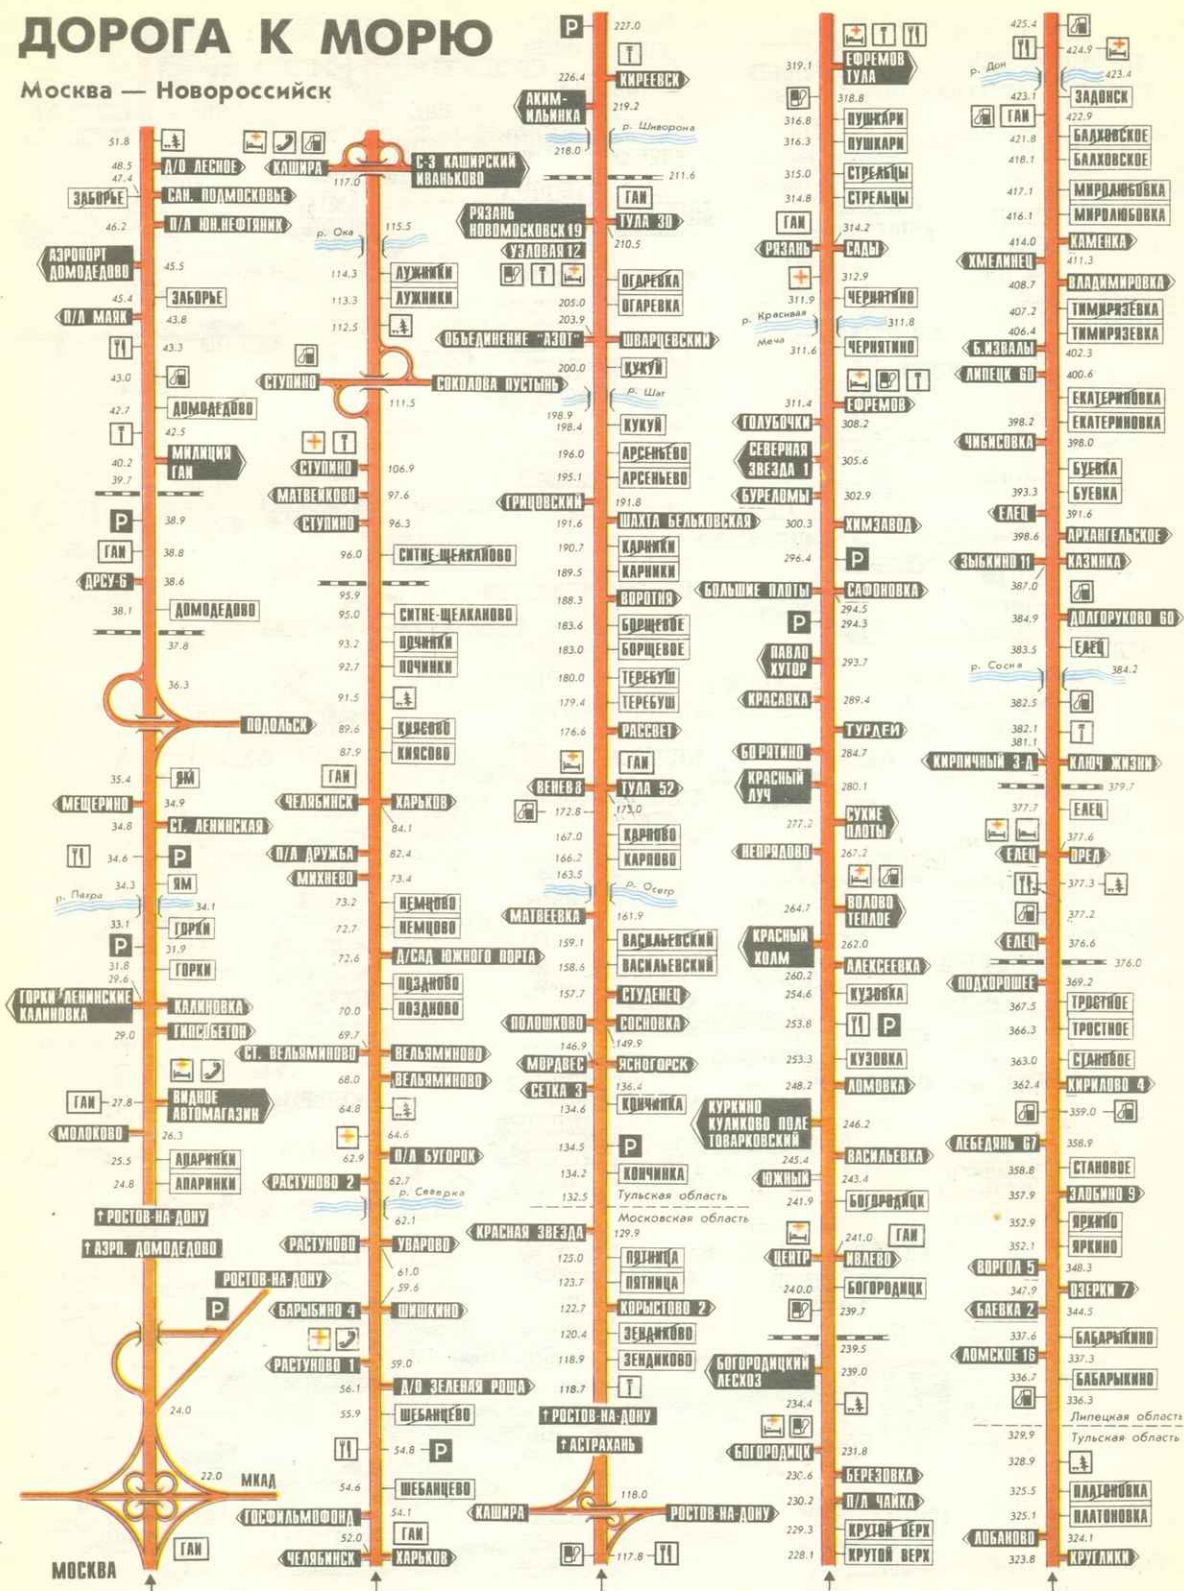 ДОРОГА К МОРЮ
Москва — Новороссийск
51.8
48.5 Д/О ЛЕСНОЕ
47.4 САН. ПОДМОСКОВЬЕ
ЗАБОРЬЕ
46.2 П/Л ЮН.НЕФТЯНИК
АЭРОПОРТ
ДОМОДЕДОВО 45.5
45.4 ЗАБОРЬЕ
П/Л МАЯК 43.8
43.3
43.0
42.7 ДОМОДЕДОВО
42.5
40.2 МИЛИЦИЯ
ГАИ
39.7
P 38.9
ГАИ 38.8
ДРСУ-6 38.6
38.1 ДОМОДЕДОВО
37.8
36.3
ПОДОЛЬСК
35.4 ЯМ
МЕЩЕРИНО 34.9
34.8 СТ. ЛЕНИНСКАЯ
34.6 P
34.3 ЯМ
р. Пахра 34.1
33.1 ГОРКИ
P 31.9
31.8 ГОРКИ
29.6
ГОРКИ ЛЕНИНСКИЕ
КАЛИНОВКА
КАЛИНОВКА
29.0 ГИПСОБЕТОН
ГАИ 27.8 ВИДНОЕ
АВТОМАГАЗИН
МОЛОКОВО 26.3
25.5 АПАРИНКИ
24.8 АПАРИНКИ
↑ РОСТОВ-НА-ДОНУ
↑ АЭРП. ДОМОДЕДОВО
РОСТОВ-НА-ДОНУ
P
24.0
22.0 МКАД
ГАИ
МОСКВА
КАШИРА С-З КАШИРСКИЙ
ИВАНЬКОВО
117.0
р. Ока 115.5
114.3 ЛУЖНИКИ
113.3 ЛУЖНИКИ
112.5
СТУПИНО СОКОЛОВА ПУСТЫНЬ
111.5
СТУПИНО 106.9
МАТВЕЙКОВО 97.6
СТУПИНО 96.3
96.0 СИТНЕ-ЩЕЛКАНОВО
95.9
95.0 СИТНЕ-ЩЕЛКАНОВО
93.2 ПОЧИНКИ
92.7 ПОЧИНКИ
91.5
89.6 КИЯСОВО
87.9 КИЯСОВО
ГАИ
ЧЕЛЯБИНСК ХАРЬКОВ
84.1
П/Л ДРУЖБА 82.4
МИХНЕВО 73.4
73.2 НЕМЦОВО
72.7 НЕМЦОВО
72.6 Д/САД ЮЖНОГО ПОРТА
ПОЗДНОВО
70.0 ПОЗДНОВО
69.7
СТ. ВЕЛЬЯМИНОВО ВЕЛЬЯМИНОВО
68.0 ВЕЛЬЯМИНОВО
64.8
64.6
62.9 П/Л БУГОРОК
РАСТУНОВО 2 62.7
р. Северка
62.1
РАСТУНОВО УВАРОВО
61.0
59.6
БАРЫБИНО 4 ШИШКИНО
РАСТУНОВО 1 59.0
56.1 Д/О ЗЕЛЕНАЯ РОЩА
55.9 ШЕБАНЦЕВО
54.8 P
54.6 ШЕБАНЦЕВО
ГОСФИЛЬМОФОНД 54.1
52.0 ГАИ
ЧЕЛЯБИНСК ХАРЬКОВ
P 227.0
226.4 КИРЕЕВСК
АКИМ-
ИЛЬИНКА 219.2
р. Шиворона
218.0
211.6
ГАИ
РЯЗАНЬ
НОВОМОСКОВСК 19
УЗЛОВАЯ 12
ТУЛА 30
210.5
ОГАРЕВКА
205.0 ОГАРЕВКА
203.9
ОБЪЕДИНЕНИЕ "АЗОТ" ШВАРЦЕВСКИЙ
200.0 КУКУЙ
р. Шат
198.9
198.4 КУКУЙ
196.0 АРСЕНЬЕВО
195.1 АРСЕНЬЕВО
ГРИЦОВСКИЙ 191.8
191.6 ШАХТА БЕЛЬКОВСКАЯ
190.7 КАРНИКИ
189.5 КАРНИКИ
188.3 ВОРОТНЯ
183.6 БОРЩЕВОЕ
183.0 БОРЩЕВОЕ
180.0 ТЕРЕБУШ
179.4 ТЕРЕБУШ
176.6 РАССВЕТ
ГАИ
ВЕНЕВ 8 ТУЛА 52
172.8 173.0
167.0 КАРПОВО
166.2 КАРПОВО
163.5 р. Осетр
МАТВЕЕВКА 161.9
159.1 ВАСИЛЬЕВСКИЙ
158.6 ВАСИЛЬЕВСКИЙ
157.7 СТУДЕНЕЦ
ПОЛОШКОВО СОСНОВКА
146.9 149.9
МОРДВЕС ЯСНОГОРСК
СЕТКА 3 136.4
134.6 КОНЧИНКА
134.5 P
134.2 КОНЧИНКА
132.5 Тульская область
Московская область
КРАСНАЯ ЗВЕЗДА 129.9
125.0 ПЯТНИЦА
123.7 ПЯТНИЦА
122.7 КОРЫСТОВО 2
120.4 ЗЕНДИКОВО
118.9 ЗЕНДИКОВО
118.7
↑ РОСТОВ-НА-ДОНУ
↑ АСТРАХАНЬ
118.0
КАШИРА РОСТОВ-НА-ДОНУ
117.8
319.1 ЕФРЕМОВ
ТУЛА
318.8
316.8 ПУШКАРИ
316.3 ПУШКАРИ
315.0 СТРЕЛЬЦЫ
314.8 СТРЕЛЬЦЫ
ГАИ 314.2
РЯЗАНЬ САДЫ
312.9
311.9 ЧЕРНЯТИНО
р. Красивая 311.8
Меча
311.6 ЧЕРНЯТИНО
311.4 ЕФРЕМОВ
ГОЛУБОЧКИ 308.2
СЕВЕРНАЯ
ЗВЕЗДА 1 305.6
БУРЕЛОМЫ 302.9
300.3 ХИМЗАВОД
296.4 P
БОЛЬШИЕ ПЛОТЫ САФОНОВКА
294.5
P 294.3
ПАВЛО
ХУТОР 293.7
КРАСАВКА 289.4
ТУРДЕИ
БОРЯТИНО 284.7
КРАСНЫЙ
ЛУЧ 280.1
277.2 СУХИЕ
ПЛОТЫ
НЕПРЯДОВО 267.2
264.7 ВОЛОВО
ТЕПЛОЕ
КРАСНЫЙ
ХОЛМ 262.0
260.2 АЛЕКСЕЕВКА
254.6 КУЗОВКА
253.8 P
253.3 КУЗОВКА
248.2 ЛОМОВКА
КУРКИНО
КУЛИКОВО ПОЛЕ
ТОВАРКОВСКИЙ 246.2
245.4 ВАСИЛЬЕВКА
ЮЖНЫЙ 243.4
241.9 БОГОРОДИЦК
241.0 ГАИ
ЦЕНТР ИВЛЕВО
240.0 БОГОРОДИЦК
239.7
239.5
БОГОРОДИЦКИЙ
ЛЕСХОЗ 239.0
234.4
БОГОРОДИЦК 231.8
230.6 БЕРЕЗОВКА
230.2 П/Л ЧАЙКА
229.3 КРУТОЙ ВЕРХ
228.1 КРУТОЙ ВЕРХ
425.4
424.9
р. Дон 423.4
423.1 ЗАДОНСК
ГАИ 422.9
421.8 БАЛХОВСКОЕ
418.1 БАЛХОВСКОЕ
417.1 МИРОЛЮБОВКА
416.1 МИРОЛЮБОВКА
414.0 КАМЕНКА
ХМЕЛИНЕЦ 411.3
408.7 ВЛАДИМИРОВКА
407.2 ТИМИРЯЗЕВКА
406.4 ТИМИРЯЗЕВКА
Б.ИЗВАЛЫ 402.3
ЛИПЕЦК 60 400.6
ЕКАТЕРИНОВКА
398.2 ЕКАТЕРИНОВКА
ЧИБИСОВКА 398.0
БУЕВКА
393.3 БУЕВКА
ЕЛЕЦ 391.6
398.6 АРХАНГЕЛЬСКОЕ
ЗЫБКИНО 11 КАЗИНКА
387.0
384.9 ДОЛГОРУКОВО 60
383.5 ЕЛЕЦ
р. Сосна 384.2
382.5
382.1
381.1
КИРПИЧНЫЙ З-Д КЛЮЧ ЖИЗНИ
379.7
377.7 ЕЛЕЦ
377.6
ЕЛЕЦ ОРЕЛ
377.3
377.2
ЕЛЕЦ 376.6
376.0
ПОДХОРОШЕЕ 369.2
367.5 ТРОСТНОЕ
366.3 ТРОСТНОЕ
363.0 СТАНОВОЕ
362.4 КИРИЛОВО 4
359.0
ЛЕБЕДЯНЬ 67 358.9
358.8 СТАНОВОЕ
357.9 ЗЛОБИНО 9
352.9 ЯРКИНО
352.1 ЯРКИНО
ВОРГОЛ 5 348.3
347.9 ОЗЕРКИ 7
БАЕВКА 2 344.5
337.6 БАБАРЫКИНО
ЛОМСКОЕ 16 337.3
336.7 БАБАРЫКИНО
336.3
Липецкая область
329.9 Тульская область
328.9
325.5 ПЛАТОНОВКА
325.1 ПЛАТОНОВКА
ЛОБАНОВО 324.1
323.8 КРУГЛИКИ